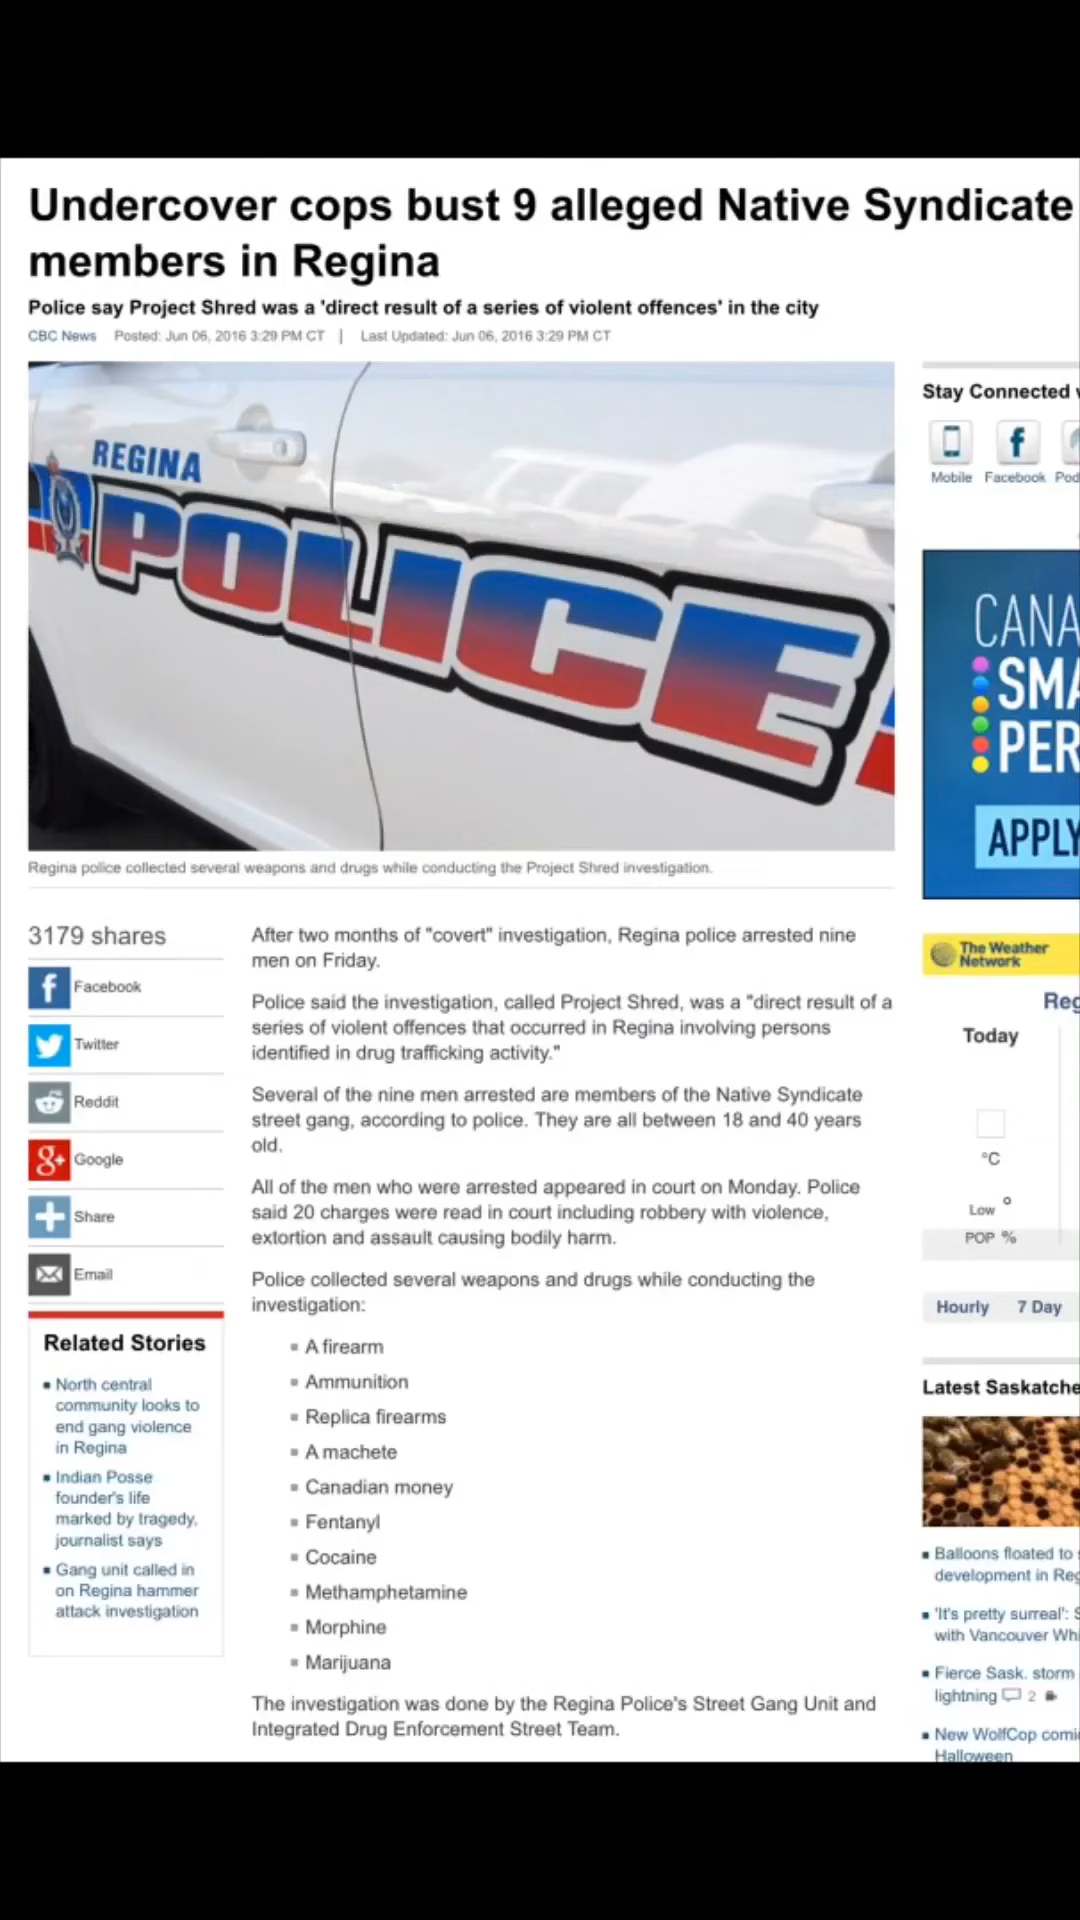 Undercover cops bust 9 alleged Native Syndicate
members in Regina
Police say Project Shred was a 'direct result of a series of violent offences' in the city
CBC News Posted: Jun 06, 2016 3:29 PM CT | Last Updated: Jun 06, 2016 3:29 PM CT
REGINA
POLICE
Regina police collected several weapons and drugs while conducting the Project Shred investigation.
3179 shares
Facebook
Twitter
Reddit
Google
Share
Email
Related Stories
North central
community looks to
end gang violence
in Regina
Indian Posse
founder's life
marked by tragedy,
journalist says
Gang unit called in
on Regina hammer
attack investigation
After two months of "covert" investigation, Regina police arrested nine
men on Friday.
Police said the investigation, called Project Shred, was a "direct result of a
series of violent offences that occurred in Regina involving persons
identified in drug trafficking activity."
Several of the nine men arrested are members of the Native Syndicate
street gang, according to police. They are all between 18 and 40 years
old.
All of the men who were arrested appeared in court on Monday. Police
said 20 charges were read in court including robbery with violence,
extortion and assault causing bodily harm.
Police collected several weapons and drugs while conducting the
investigation:
A firearm
Ammunition
Replica firearms
A machete
Canadian money
Fentanyl
Cocaine
Methamphetamine
Morphine
Marijuana
The investigation was done by the Regina Police's Street Gang Unit and
Integrated Drug Enforcement Street Team.
Stay Connected
Mobile Facebook Pod
CANA
SMA
PER
APPLY
The Weather
Network
Reg
Today
°C
Low °
POP %
Hourly 7 Day
Latest Saskatche
Balloons floated to
development in Reg
'It's pretty surreal':
with Vancouver Whi
Fierce Sask. storm
lightning 2
New WolfCop comi
Halloween